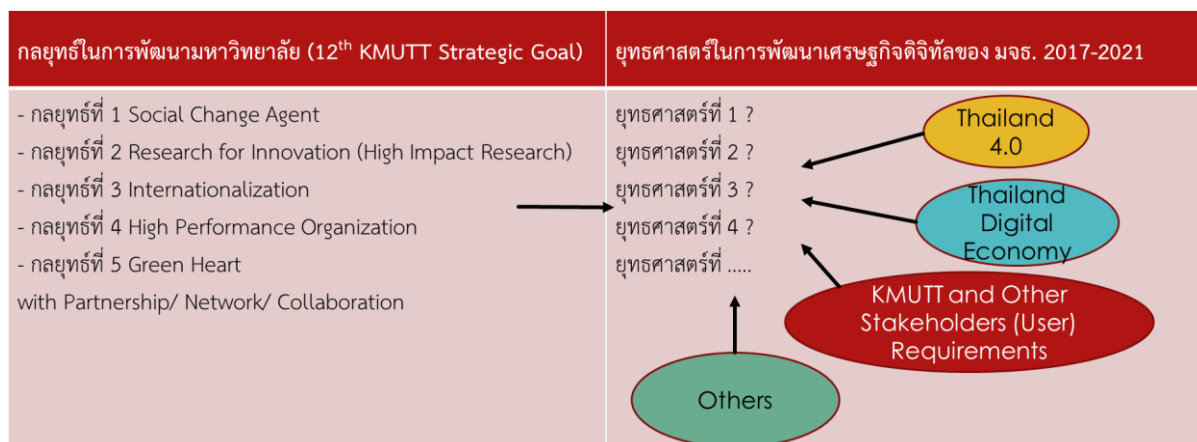 กลยุทธ์ในการพัฒนามหาวิทยาลัย (12th KMUTT Strategic Goal)
- กลยุทธ์ที่ 1 Social Change Agent
- กลยุทธ์ที่ 2 Research for Innovation (High Impact Research)
- กลยุทธ์ที่ 3 Internationalization
- กลยุทธ์ที่ 4 High Performance Organization
- กลยุทธ์ที่ 5 Green Heart
with Partnership/ Network/ Collaboration
ยุทธศาสตร์ในการพัฒนาเศรษฐกิจดิจิทัลของ มจธ. 2017-2021
ยุทธศาสตร์ที่ 1 ?
ยุทธศาสตร์ที่ 2 ?
ยุทธศาสตร์ที่ 3 ?
ยุทธศาสตร์ที่ 4 ?
ยุทธศาสตร์ที่ .....
Thailand
4.0
Thailand
Digital
Economy
KMUTT and Other
Stakeholders (User)
Requirements
Others